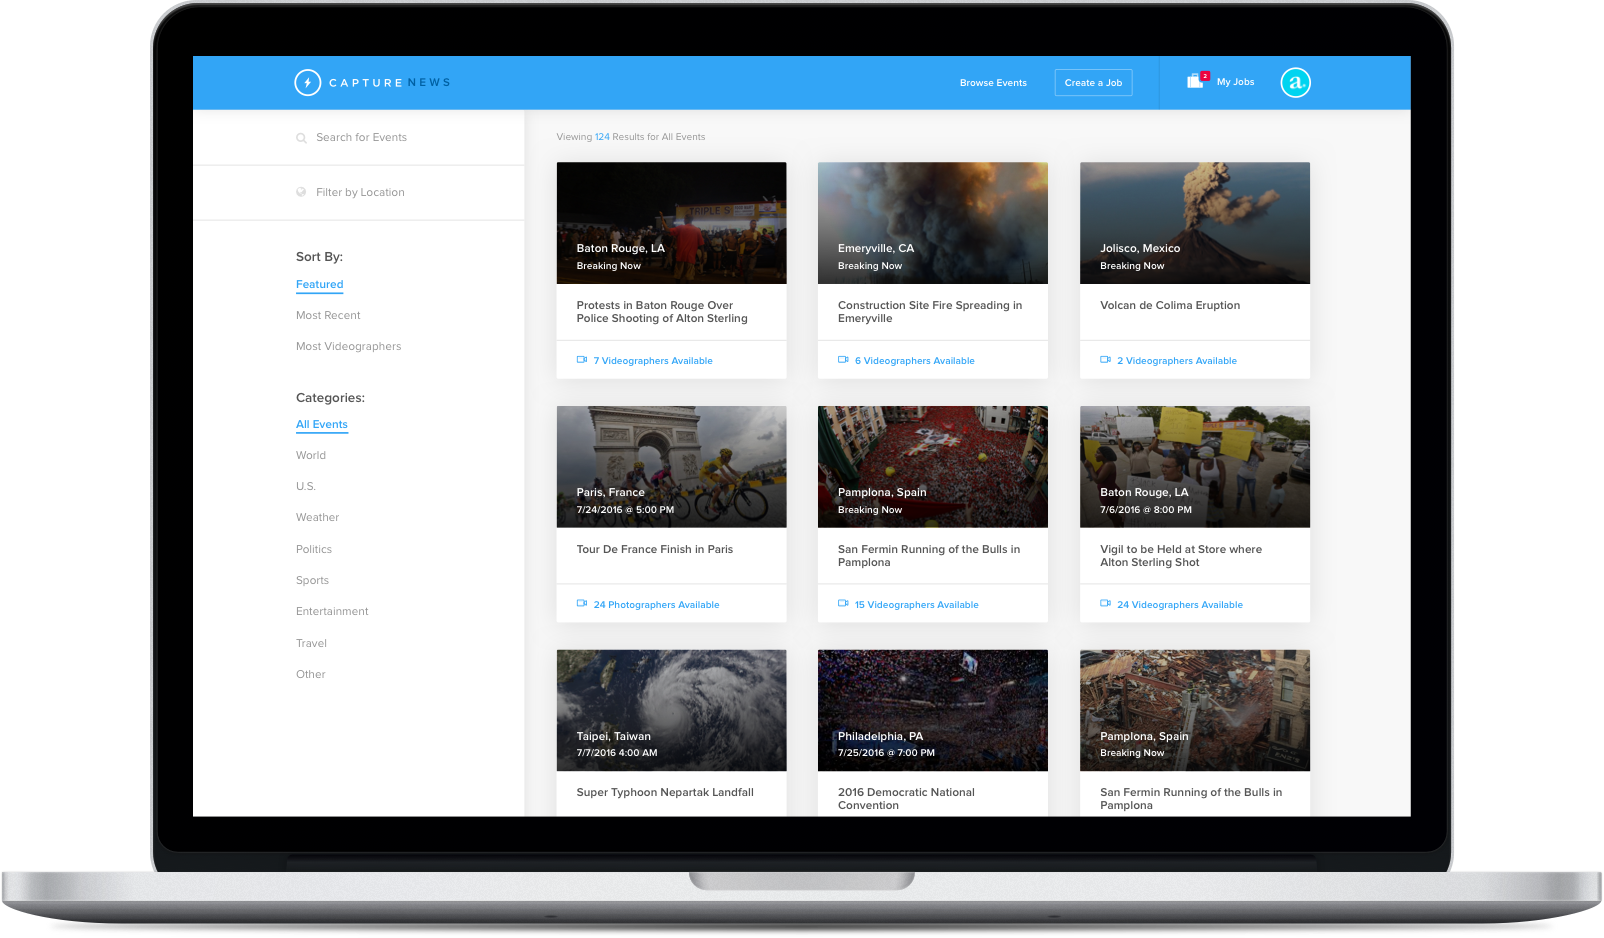 CAPTURE NEWS
Browse Events
Create a Job
2
My Jobs
a.
Search for Events
Filter by Location
Sort By:
Featured
Most Recent
Most Videographers
Categories:
All Events
World
U.S.
Weather
Politics
Sports
Entertainment
Travel
Other
Viewing 124 Results for All Events
TRIPLE S
Baton Rouge, LA
Breaking Now
Protests in Baton Rouge Over
Police Shooting of Alton Sterling
7 Videographers Available
Emeryville, CA
Breaking Now
Construction Site Fire Spreading in
Emeryville
6 Videographers Available
Jolisco, Mexico
Breaking Now
Volcan de Colima Eruption
2 Videographers Available
Paris, France
7/24/2016 @ 5:00 PM
Tour De France Finish in Paris
24 Photographers Available
Pamplona, Spain
Breaking Now
San Fermin Running of the Bulls in
Pamplona
15 Videographers Available
Baton Rouge, LA
7/6/2016 @ 8:00 PM
Vigil to be Held at Store where
Alton Sterling Shot
24 Videographers Available
Taipei, Taiwan
7/7/2016 4:00 AM
Super Typhoon Nepartak Landfall
Philadelphia, PA
7/25/2016 @ 7:00 PM
2016 Democratic National
Convention
Pamplona, Spain
Breaking Now
San Fermin Running of the Bulls in
Pamplona